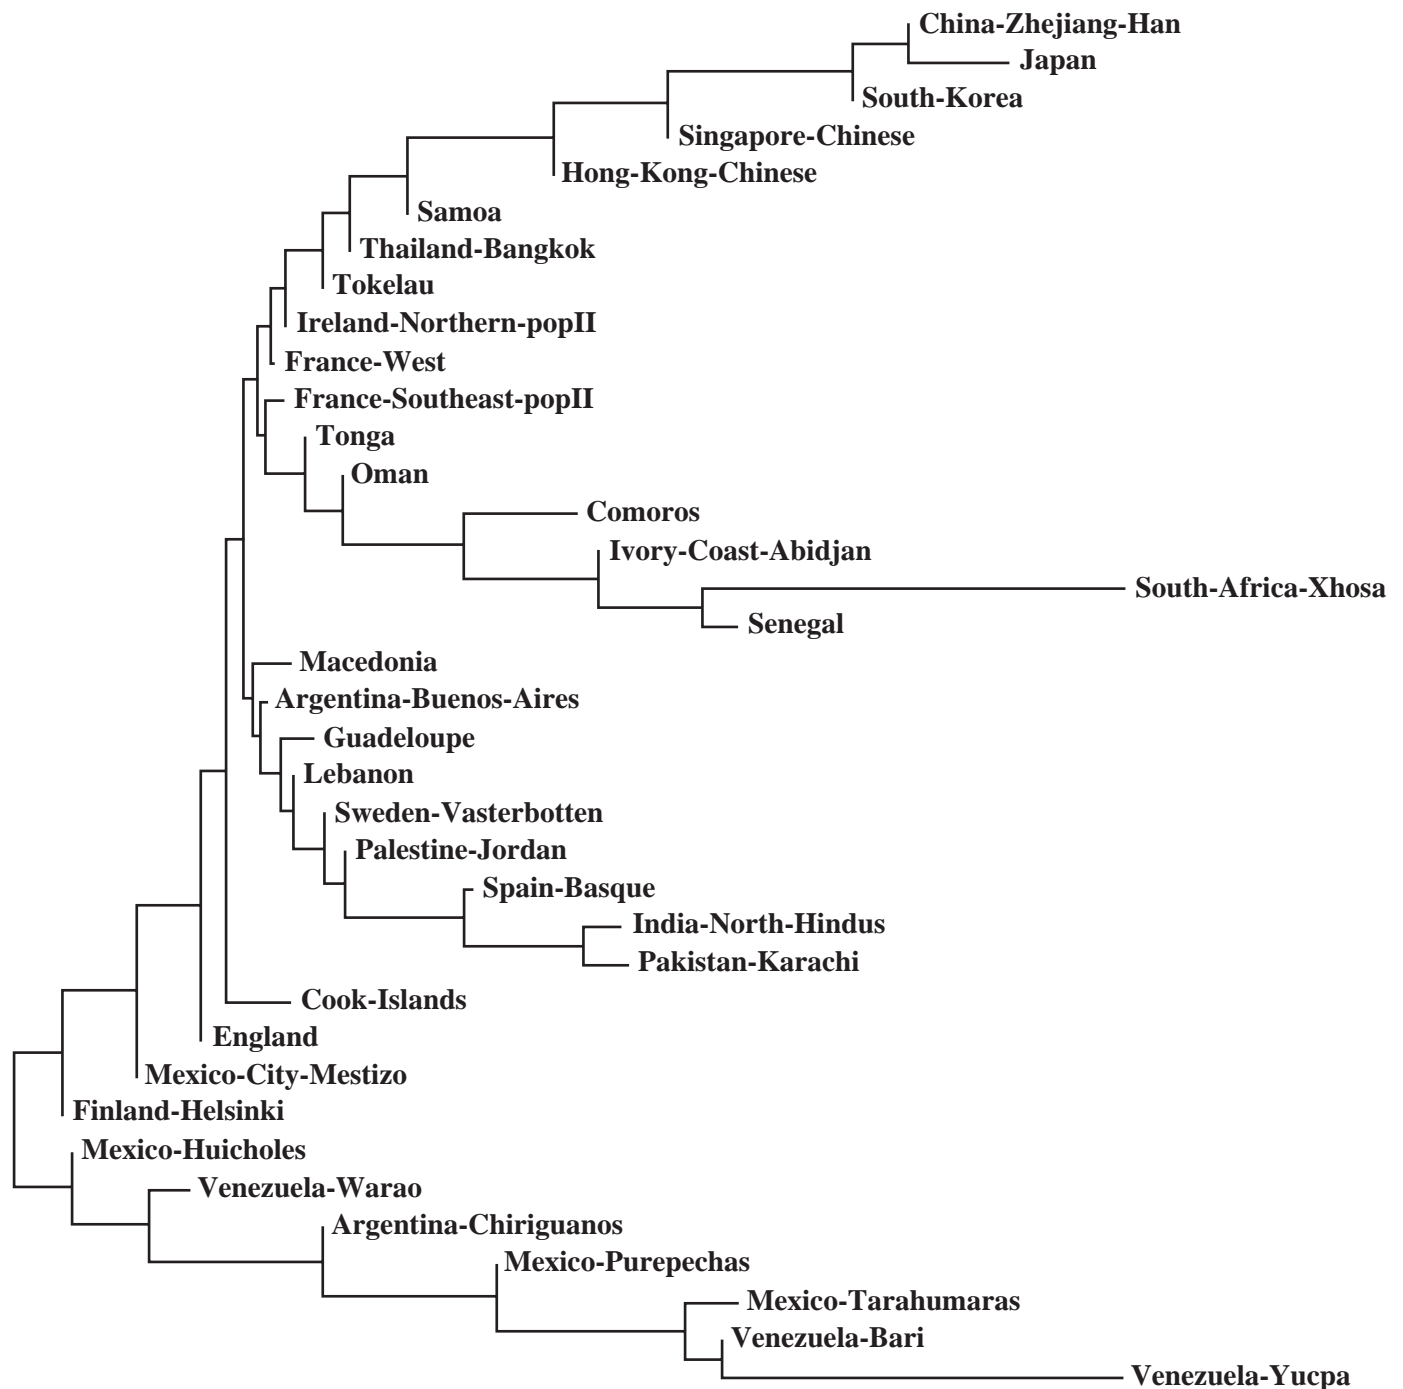 China-Zhejiang-Han
Japan
South-Korea
Singapore-Chinese
Hong-Kong-Chinese
Samoa
Thailand-Bangkok
Tokelau
Ireland-Northern-popII
France-West
France-Southeast-popII
Tonga
Oman
Comoros
Ivory-Coast-Abidjan
South-Africa-Xhosa
Senegal
Macedonia
Argentina-Buenos-Aires
Guadeloupe
Lebanon
Sweden-Vasterbotten
Palestine-Jordan
Spain-Basque
India-North-Hindus
Pakistan-Karachi
Cook-Islands
England
Mexico-City-Mestizo
Finland-Helsinki
Mexico-Huicholes
Venezuela-Warao
Argentina-Chiriguanos
Mexico-Purepechas
Mexico-Tarahumaras
Venezuela-Bari
Venezuela-Yucpa